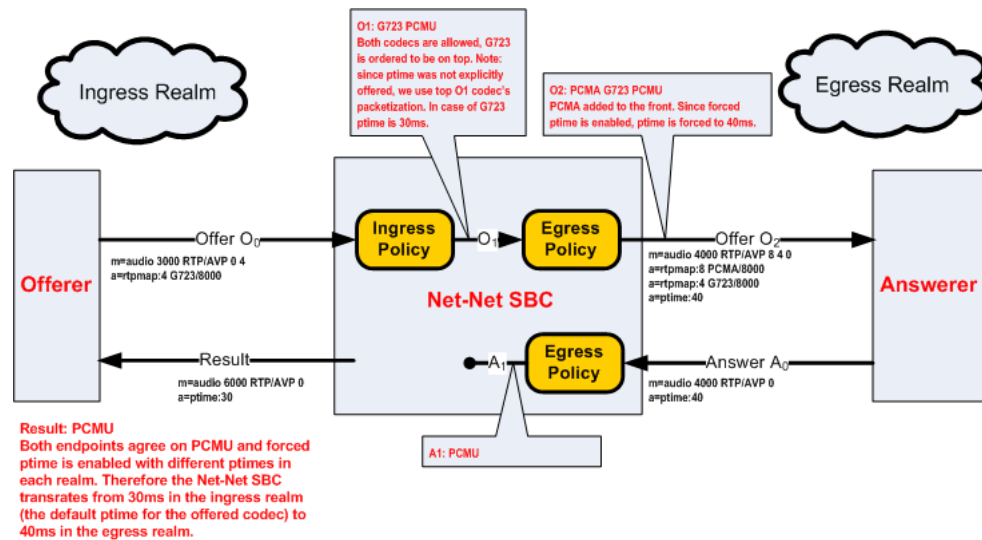 O1: G723 PCMU
Both codecs are allowed, G723
is ordered to be on top. Note:
since ptime was not explicitly
offered, we use top O1 codec's
packetization. In case of G723
ptime is 30ms.
Ingress Realm
Egress Realm
O2: PCMA G723 PCMU
PCMA added to the front. Since forced
ptime is enabled, ptime is forced to 40ms.
Offerer
Offer O0
m=audio 3000 RTP/AVP 0 4
a=rtpmap:4 G723/8000
Ingress
Policy
O1
Egress
Policy
Offer O2
m=audio 4000 RTP/AVP 8 4 0
a=rtpmap:8 PCMA/8000
a=rtpmap:4 G723/8000
a=ptime:40
Answerer
Net-Net SBC
Result
m=audio 6000 RTP/AVP 0
a=ptime:30
A1
Egress
Policy
Answer A0
m=audio 4000 RTP/AVP 0
a=ptime:40
A1: PCMU
Result: PCMU
Both endpoints agree on PCMU and forced
ptime is enabled with different ptimes in
each realm. Therefore the Net-Net SBC
transrates from 30ms in the ingress realm
(the default ptime for the offered codec) to
40ms in the egress realm.